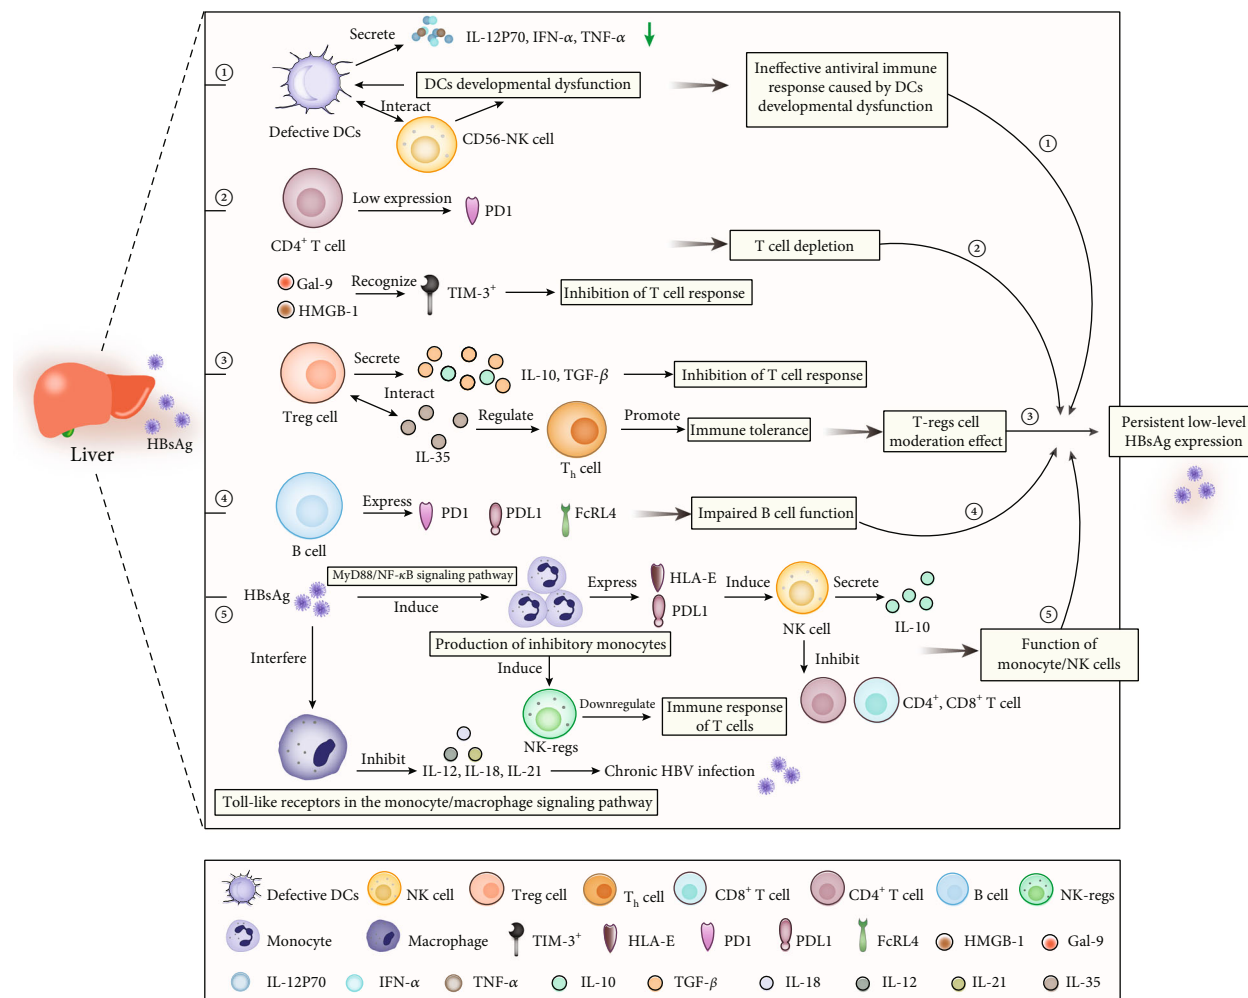 Secrete
IL-12P70, IFN-α, TNF-α
①
DCs developmental dysfunction
Interact
Defective DCs
CD56-NK cell
Ineffective antiviral immune
response caused by DCs
developmental dysfunction
①
②
Low expression
PD1
CD4⁺ T cell
T cell depletion
②
Gal-9
HMGB-1
Recognize
TIM-3⁺
Inhibition of T cell response
③
Secrete
IL-10, TGF-β
Inhibition of T cell response
Treg cell
Interact
IL-35
Regulate
Tₕ cell
Promote
Immune tolerance
T-regs cell
moderation effect
③
Persistent low-level
HBsAg expression
HBsAg
Liver
④
Express
PD1
PDL1
FcRL4
Impaired B cell function
④
B cell
MyD88/NF-κB signaling pathway
HBsAg
Induce
⑤
Express
HLA-E
PDL1
Induce
Secrete
NK cell
IL-10
Production of inhibitory monocytes
⑤
Function of
monocyte/NK cells
Interfere
Induce
Inhibit
CD4⁺, CD8⁺ T cell
NK-regs
Downregulate
Immune response
of T cells
Inhibit
IL-12, IL-18, IL-21
Chronic HBV infection
Toll-like receptors in the monocyte/macrophage signaling pathway
Defective DCs
NK cell
Treg cell
Tₕ cell
CD8⁺ T cell
CD4⁺ T cell
B cell
NK-regs
Monocyte
Macrophage
TIM-3⁺
HLA-E
PD1
PDL1
FcRL4
HMGB-1
Gal-9
IL-12P70
IFN-α
TNF-α
IL-10
TGF-β
IL-18
IL-12
IL-21
IL-35